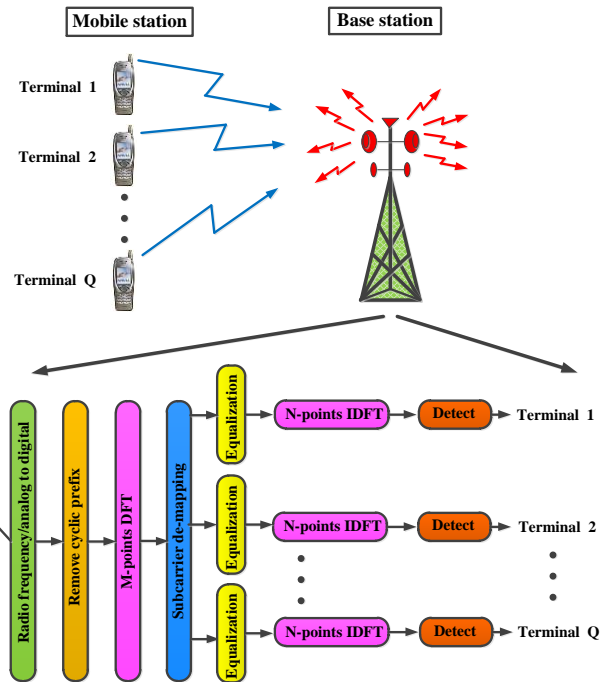 Mobile station
Base station
Terminal 1
Terminal 2
Terminal Q
Radio frequency/analog to digital
Remove cyclic prefix
M-points DFT
Subcarrier de-mapping
Equalization
N-points IDFT
Detect
Terminal 1
Equalization
N-points IDFT
Detect
Terminal 2
Equalization
N-points IDFT
Detect
Terminal Q